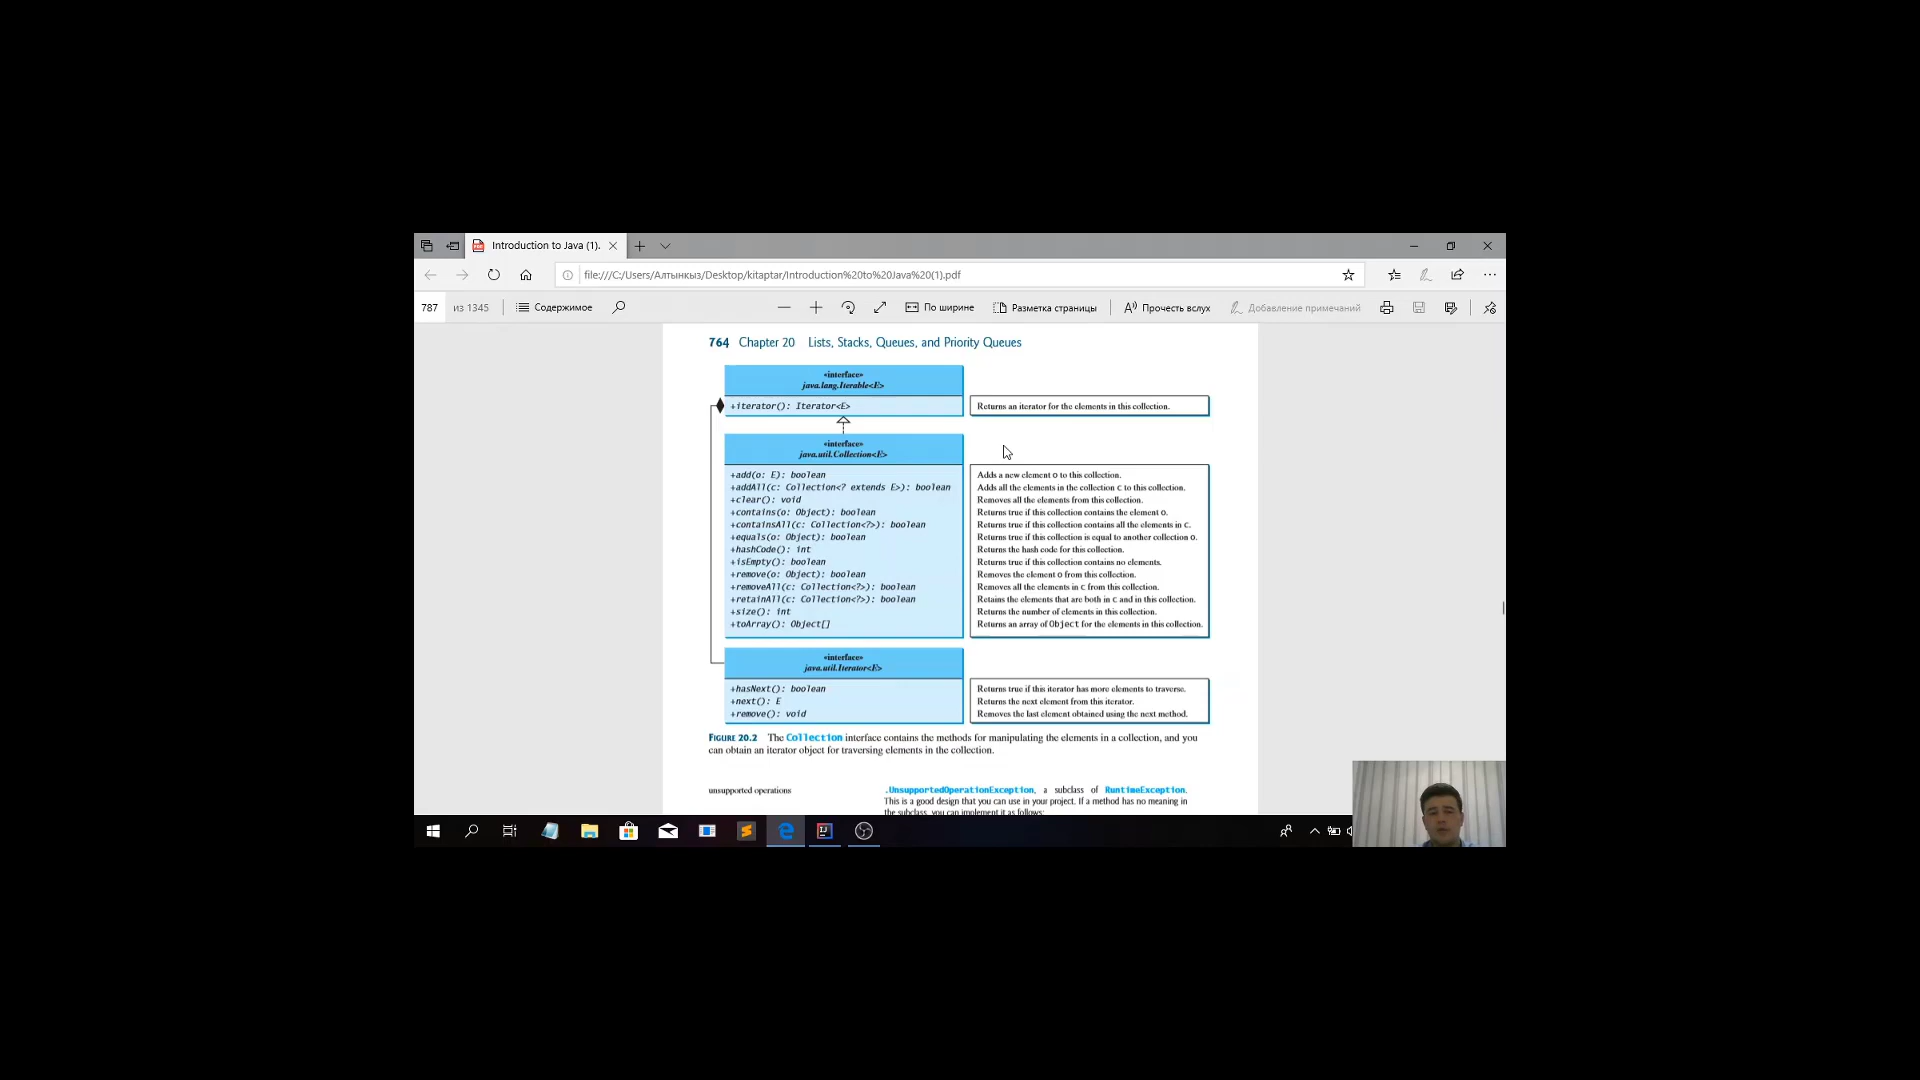 Introduction to Java (1).
file:///C:/Users/Алтынкыз/Desktop/kitaptar/Introduction%20to%20Java%20(1).pdf
787 из 1345 Содержимое По ширине Разметка страницы Прочесть вслух Добавление примечаний
764 Chapter 20 Lists, Stacks, Queues, and Priority Queues
«interface»
java.lang.Iterable<E>
+iterator(): Iterator<E> Returns an iterator for the elements in this collection.
«interface»
java.util.Collection<E>
+add(o: E): boolean Adds a new element o to this collection.
+addAll(c: Collection<? extends E>): boolean Adds all the elements in the collection c to this collection.
+clear(): void Removes all the elements from this collection.
+contains(o: Object): boolean Returns true if this collection contains the element o.
+containsAll(c: Collection<?>): boolean Returns true if this collection contains all the elements in c.
+equals(o: Object): boolean Returns true if this collection is equal to another collection o.
+hashCode(): int Returns the hash code for this collection.
+isEmpty(): boolean Returns true if this collection contains no elements.
+remove(o: Object): boolean Removes the element o from this collection.
+removeAll(c: Collection<?>): boolean Removes all the elements in c from this collection.
+retainAll(c: Collection<?>): boolean Retains the elements that are both in c and in this collection.
+size(): int Returns the number of elements in this collection.
+toArray(): Object[] Returns an array of Object for the elements in this collection.
«interface»
java.util.Iterator<E>
+hasNext(): boolean Returns true if this iterator has more elements to traverse.
+next(): E Returns the next element from this iterator.
+remove(): void Removes the last element obtained using the next method.
FIGURE 20.2 The Collection interface contains the methods for manipulating the elements in a collection, and you
can obtain an iterator object for traversing elements in the collection.
unsupported operations .UnsupportedOperationException, a subclass of RuntimeException.
This is a good design that you can use in your project. If a method has no meaning in
the subclass, you can implement it as follows: